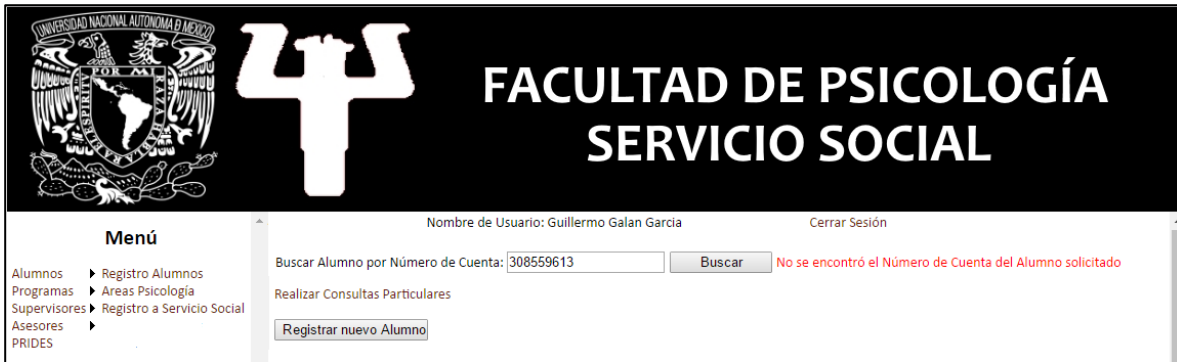 UNIVERSIDAD NACIONAL AUTONOMA Ð MEXICO
POR MI RAZA HABLARA EL ESPIRITU
FACULTAD DE PSICOLOGÍA
SERVICIO SOCIAL
Nombre de Usuario: Guillermo Galan Garcia Cerrar Sesión
Menú
Alumnos Registro Alumnos
Programas Areas Psicología
Supervisores Registro a Servicio Social
Asesores
PRIDES
Buscar Alumno por Número de Cuenta: 308559613 Buscar No se encontró el Número de Cuenta del Alumno solicitado
Realizar Consultas Particulares
Registrar nuevo Alumno